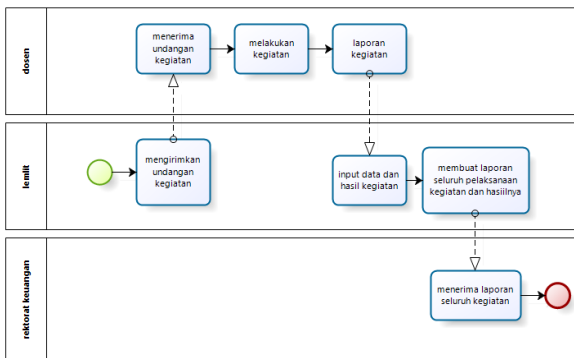 dosen
menerima
undangan
kegiatan
melakukan
kegiatan
laporan
kegiatan
lemlit
mengirimkan
undangan
kegiatan
input data dan
hasil kegiatan
membuat laporan
seluruh pelaksanaan
kegiatan dan hasiilnya
rektorat keuangan
menerima laporan
seluruh kegiatan